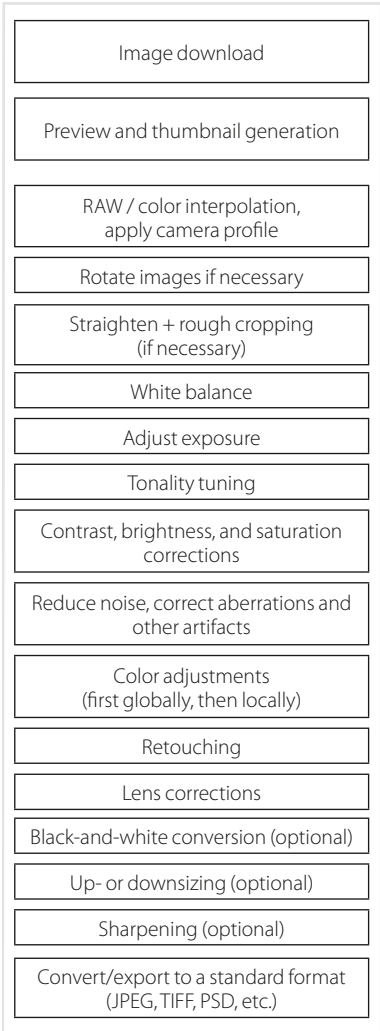 Image download
Preview and thumbnail generation
RAW / color interpolation,
apply camera profile
Rotate images if necessary
Straighten + rough cropping
(if necessary)
White balance
Adjust exposure
Tonality tuning
Contrast, brightness, and saturation
corrections
Reduce noise, correct aberrations and
other artifacts
Color adjustments
(first globally, then locally)
Retouching
Lens corrections
Black-and-white conversion (optional)
Up- or downsizing (optional)
Sharpening (optional)
Convert/export to a standard format
(JPEG, TIFF, PSD, etc.)